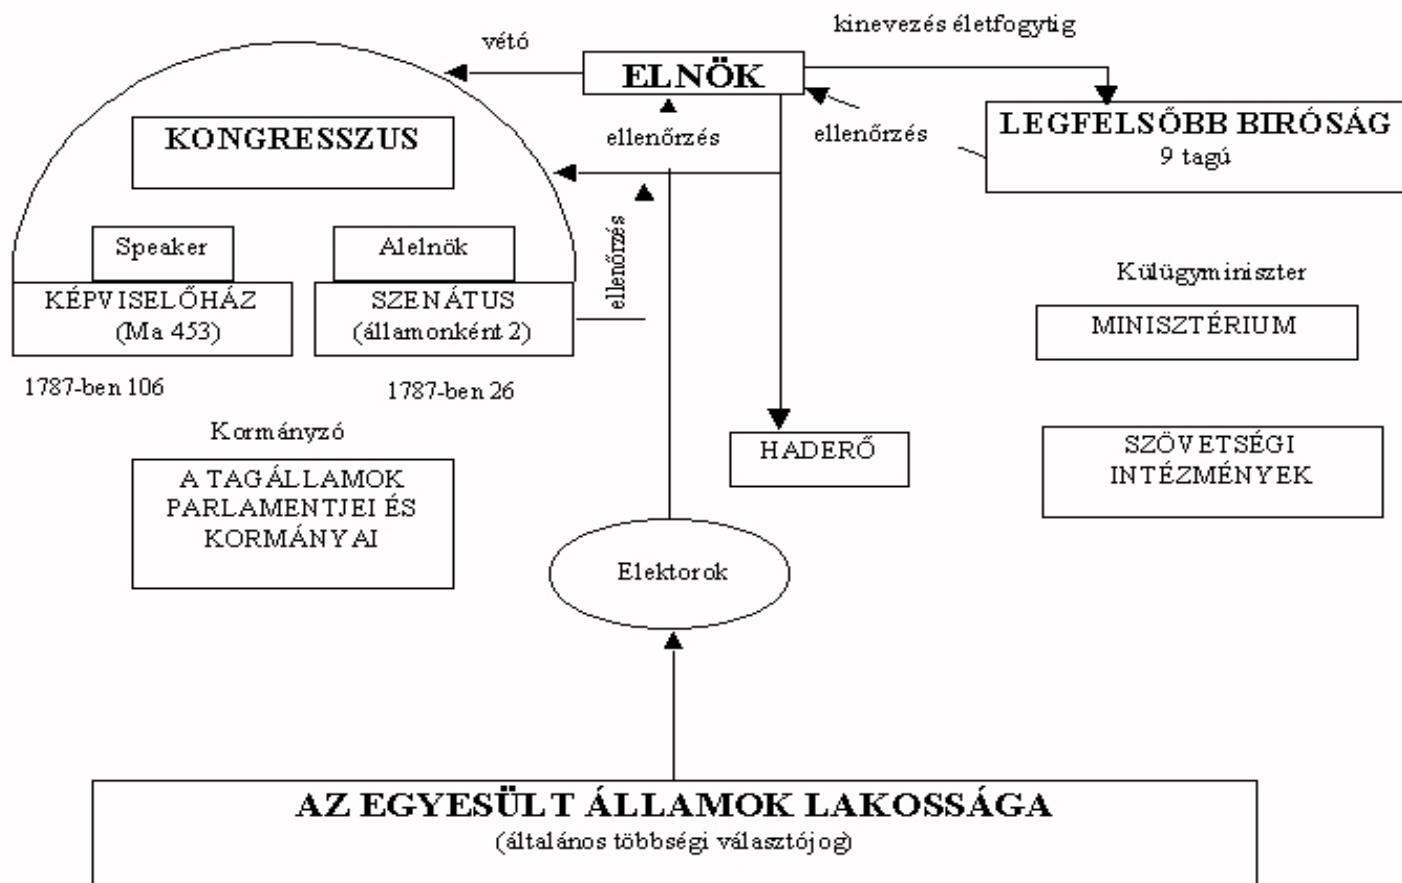 kinevezés életfogytig
vétó
ELNÖK
KONGRESSZUS
ellenőrzés
ellenőrzés
LEGFELSŐBB BIRÓSÁG
9 tagú
Speaker
Alelnök
ellenőrzés
KÉPVISELŐHÁZ
(Ma 453)
SZENÁTUS
(államonként 2)
Külügyminiszter
MINISZTÉRIUM
1787-ben 106
1787-ben 26
Kormányzó
A TAGÁLLAMOK
PARLAMENTJEI ÉS
KORMÁNYAI
HADERŐ
SZÖVETSÉGI
INTÉZMÉNYEK
Elektorok
AZ EGYESÜLT ÁLLAMOK LAKOSSÁGA
(általános többségi választójog)